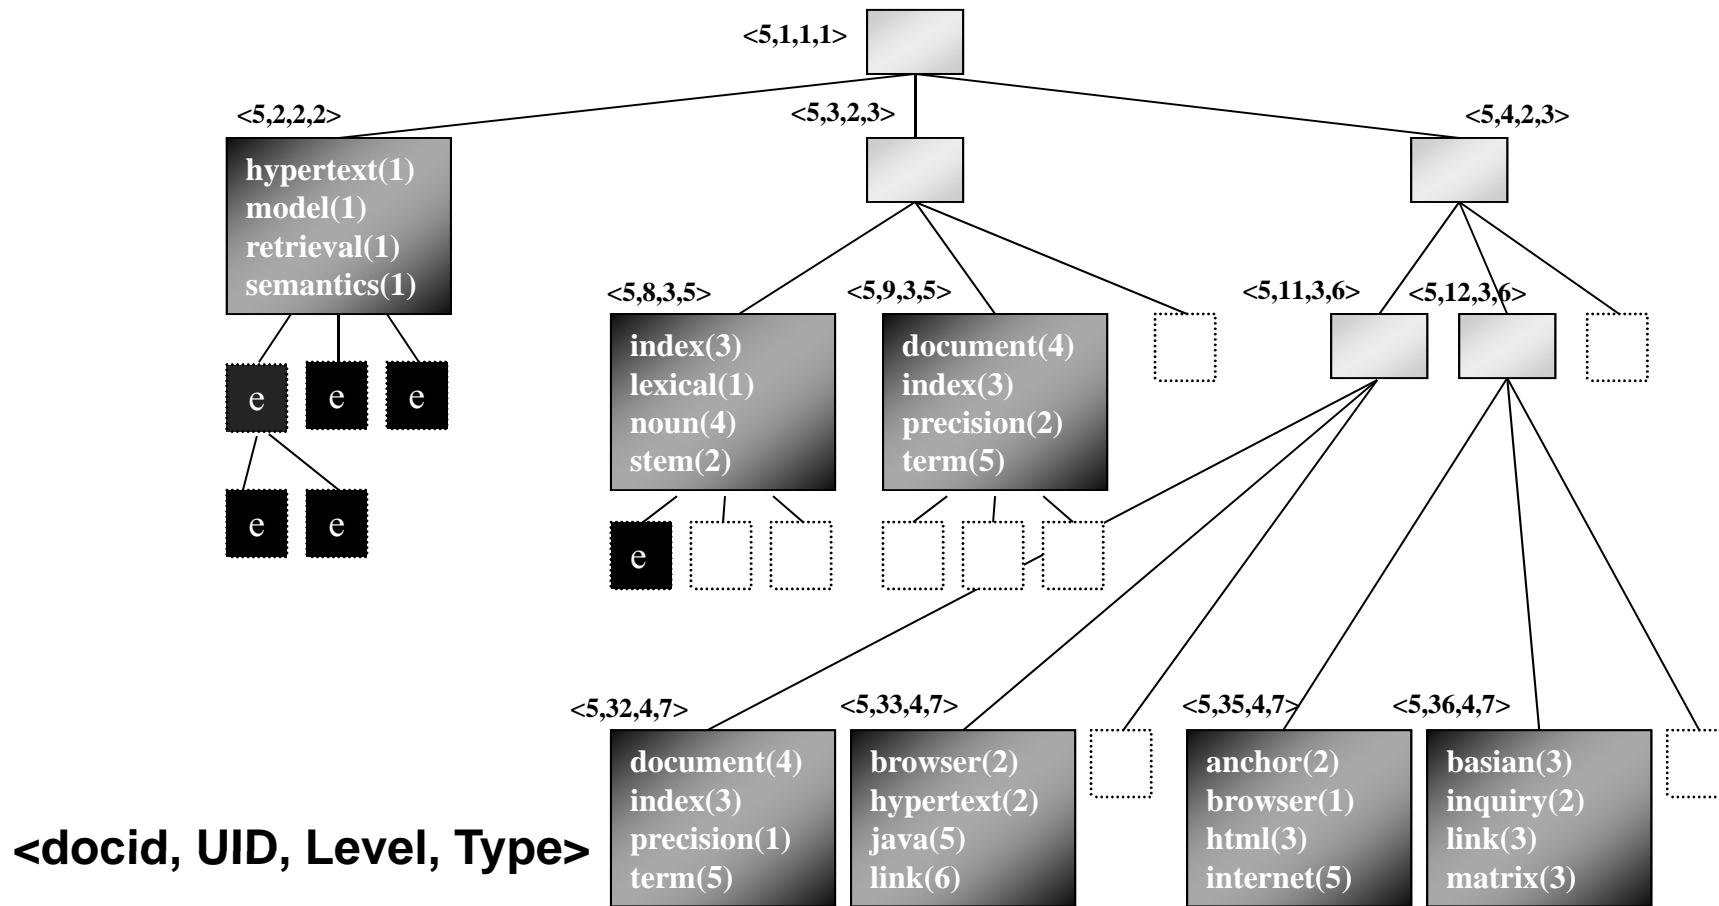 <5,1,1,1>
<5,2,2,2>
<5,3,2,3>
<5,4,2,3>
hypertext(1)
model(1)
retrieval(1)
semantics(1)
<5,8,3,5>
<5,9,3,5>
<5,11,3,6>
<5,12,3,6>
index(3)
lexical(1)
noun(4)
stem(2)
document(4)
index(3)
precision(2)
term(5)
e
e
e
e
e
e
<5,32,4,7>
<5,33,4,7>
<5,35,4,7>
<5,36,4,7>
document(4)
index(3)
precision(1)
term(5)
browser(2)
hypertext(2)
java(5)
link(6)
anchor(2)
browser(1)
html(3)
internet(5)
basian(3)
inquiry(2)
link(3)
matrix(3)
<docid, UID, Level, Type>